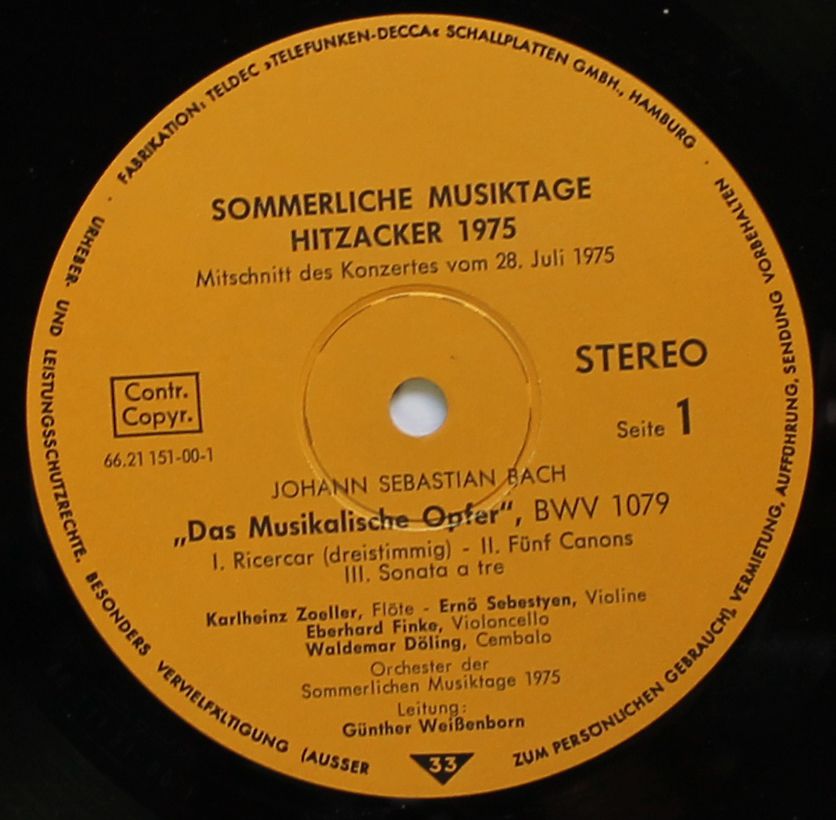 FABRIKATION: TELDEC ›TELEFUNKEN-DECCA‹ SCHALLPLATTEN GMBH., HAMBURG ·
URHEBER- UND LEISTUNGSSCHUTZRECHTE, BESONDERS VERVIELFÄLTIGUNG (AUSSER
ZUM PERSÖNLICHEN GEBRAUCH), VERMIETUNG, AUFFÜHRUNG, SENDUNG VORBEHALTEN ·
SOMMERLICHE MUSIKTAGE
HITZACKER 1975
Mitschnitt des Konzertes vom 28. Juli 1975
STEREO
Contr.
Copyr.
Seite 1
66.21 151-00-1
JOHANN SEBASTIAN BACH
„Das Musikalische Opfer", BWV 1079
I. Ricercar (dreistimmig) - II. Fünf Canons
III. Sonata a tre
Karlheinz Zoeller, Flöte - Ernö Sebestyen, Violine
Eberhard Finke, Violoncello
Waldemar Döling, Cembalo
Orchester der
Sommerlichen Musiktage 1975
Leitung:
Günther Weißenborn
33